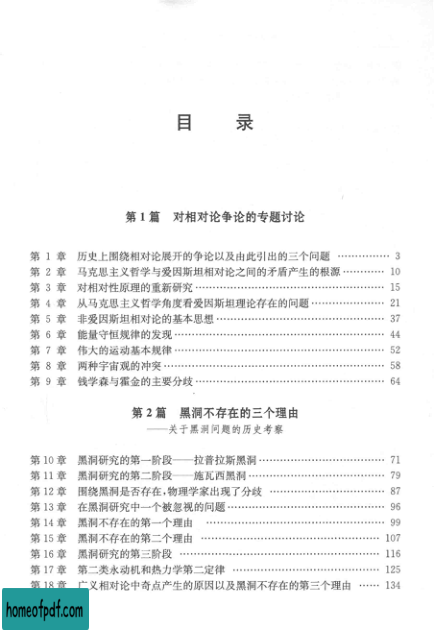 目 录
第1篇 对相对论争论的专题讨论
第 1 章 历史上围绕相对论展开的争论以及由此引出的三个问题 …………… 3
第 2 章 马克思主义哲学与爱因斯坦相对论之间的矛盾产生的根源 ………… 10
第 3 章 对相对性原理的重新研究 …………………………………………… 15
第 4 章 从马克思主义哲学角度看爱因斯坦理论存在的问题 ……………… 21
第 5 章 非爱因斯坦相对论的基本思想 ……………………………………… 37
第 6 章 能量守恒规律的发现 ………………………………………………… 44
第 7 章 伟大的运动基本规律 ………………………………………………… 52
第 8 章 两种宇宙观的冲突 …………………………………………………… 58
第 9 章 钱学森与霍金的主要分歧 …………………………………………… 64
第2篇 黑洞不存在的三个理由
——关于黑洞问题的历史考察
第10章 黑洞研究的第一阶段——拉普拉斯黑洞 …………………………… 71
第11章 黑洞研究的第二阶段——施瓦西黑洞 ……………………………… 79
第12章 围绕黑洞是否存在,物理学家出现了分歧 ………………………… 87
第13章 在黑洞研究中一个被忽视的问题 …………………………………… 96
第14章 黑洞不存在的第一个理由 …………………………………………… 99
第15章 黑洞不存在的第二个理由 …………………………………………… 107
第16章 黑洞研究的第三阶段 ………………………………………………… 116
第17章 第二类永动机和热力学第二定律 …………………………………… 125
第18章 广义相对论中奇点产生的原因以及黑洞不存在的第三个理由 …… 134
homeofpdf.com